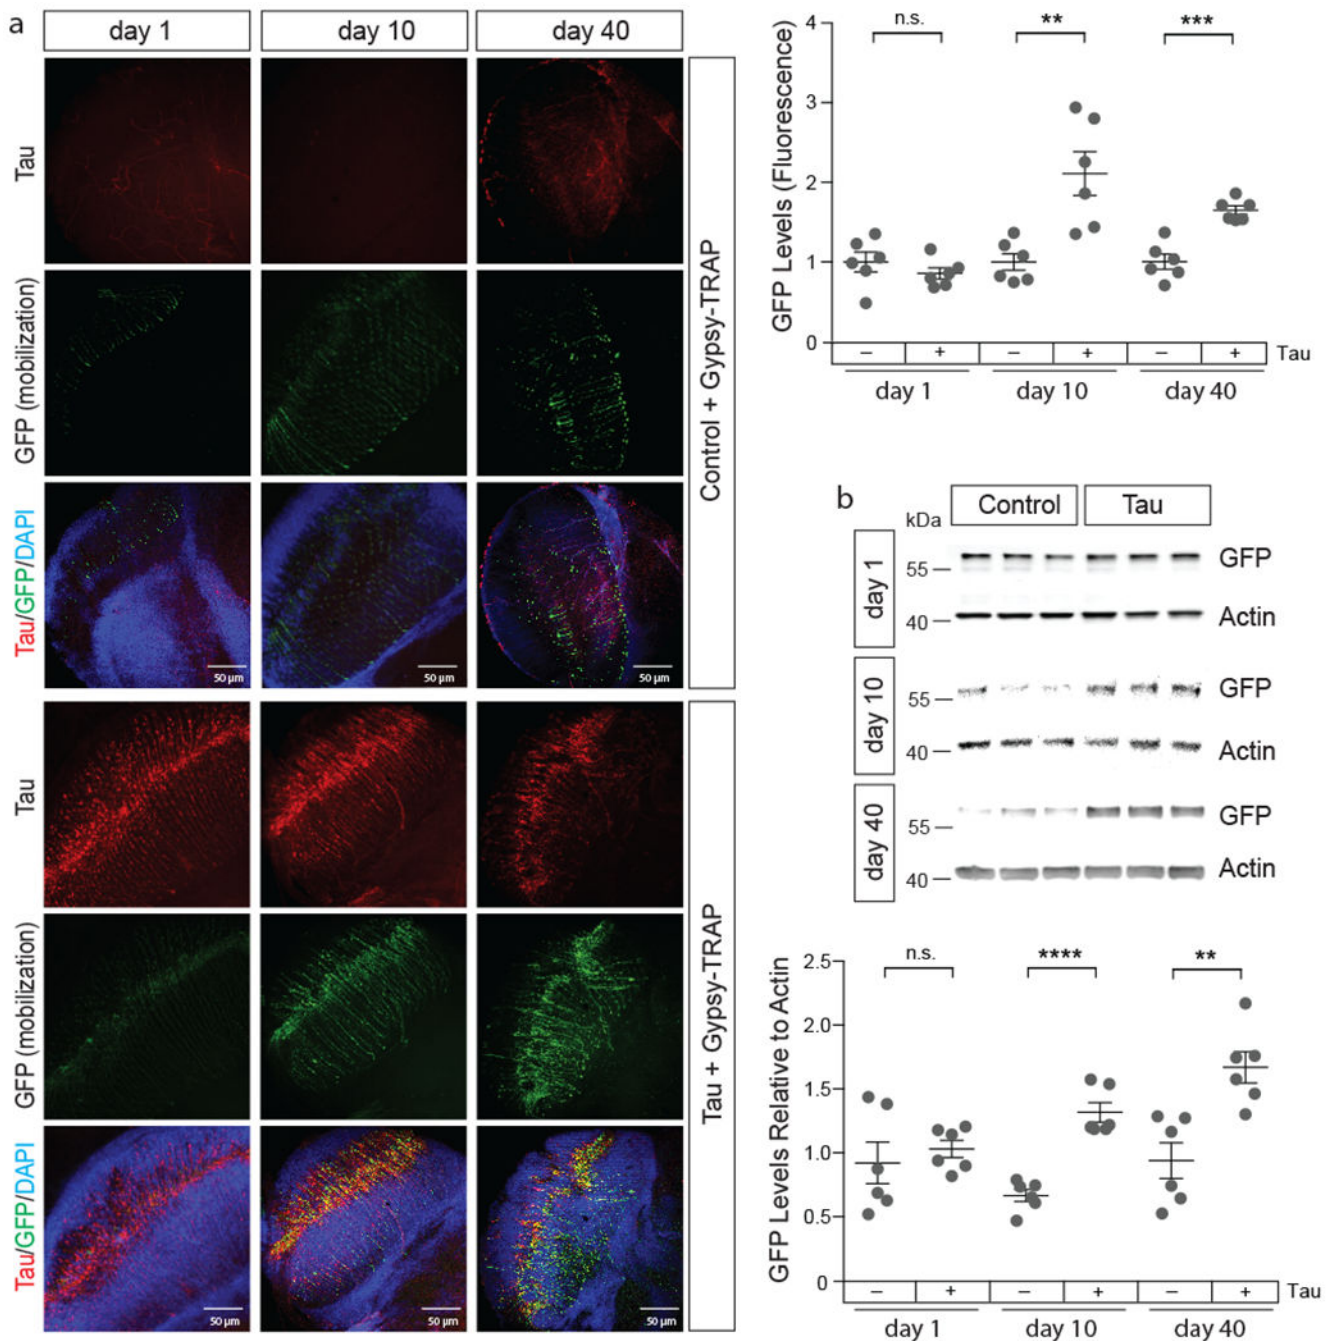 a
day 1
day 10
day 40
Tau
GFP (mobilization)
Tau/GFP/DAPI
50 µm
50 µm
50 µm
Control + Gypsy-TRAP
Tau
GFP (mobilization)
Tau/GFP/DAPI
50 µm
50 µm
50 µm
Tau + Gypsy-TRAP
GFP Levels (Fluorescence)
4
3
2
1
0
n.s.
**
***
– + – + – + Tau
day 1
day 10
day 40
b
kDa
Control
Tau
day 1
55
GFP
40
Actin
day 10
55
GFP
40
Actin
day 40
55
GFP
40
Actin
GFP Levels Relative to Actin
2.5
2.0
1.5
1.0
0.5
0
n.s.
****
**
– + – + – + Tau
day 1
day 10
day 40